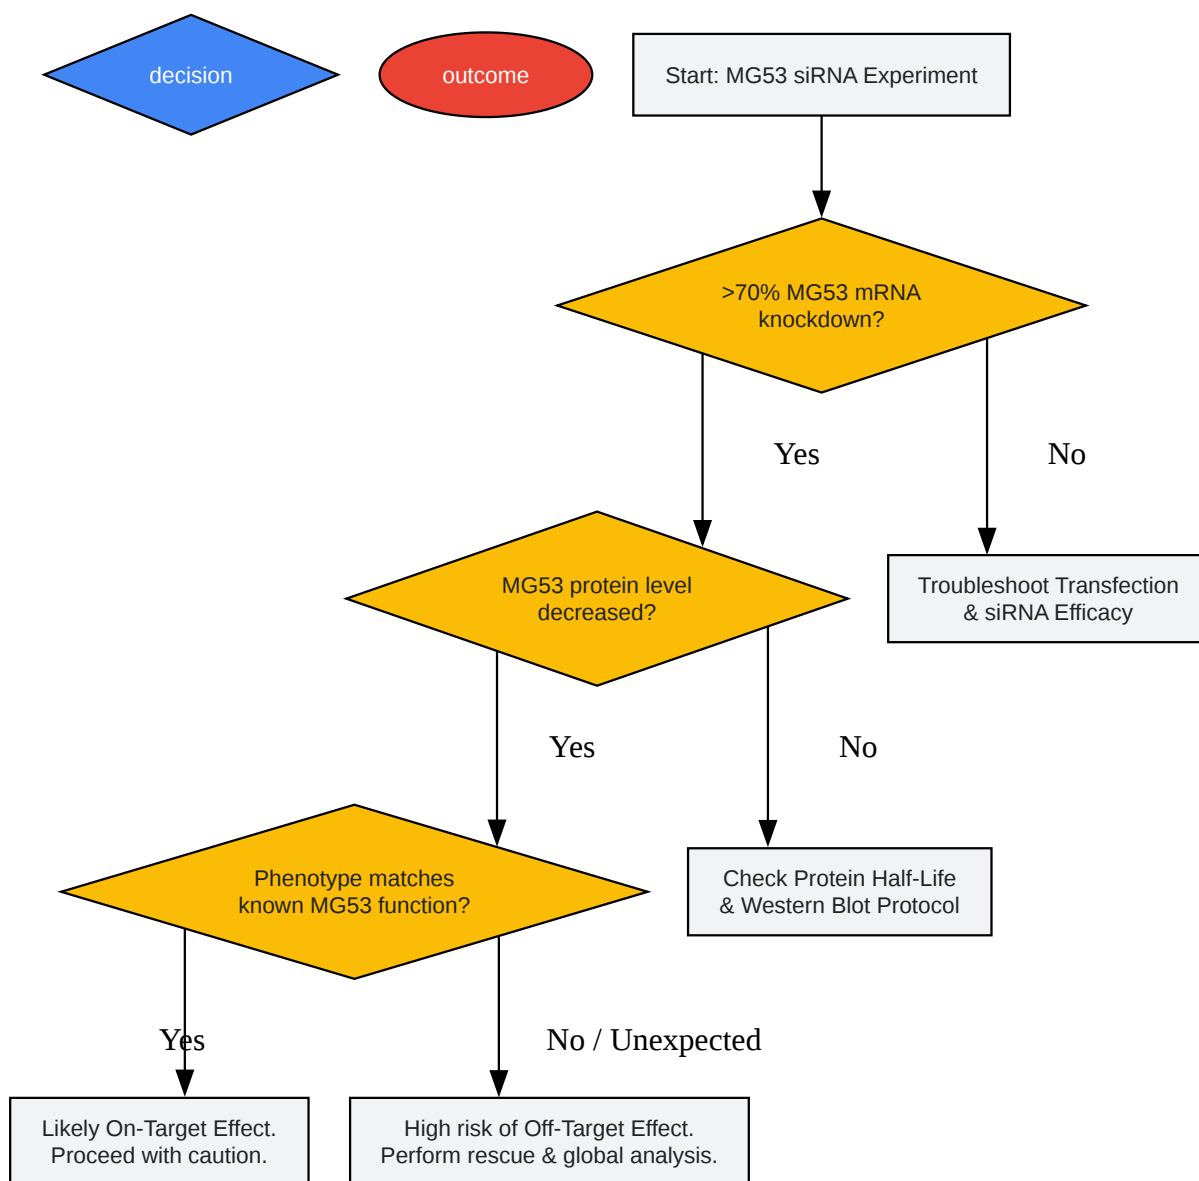 decision
outcome
Start: MG53 siRNA Experiment
>70% MG53 mRNA
knockdown?
Yes
No
MG53 protein level
decreased?
Troubleshoot Transfection
& siRNA Efficacy
Yes
No
Phenotype matches
known MG53 function?
Check Protein Half-Life
& Western Blot Protocol
Yes
No / Unexpected
Likely On-Target Effect.
Proceed with caution.
High risk of Off-Target Effect.
Perform rescue & global analysis.